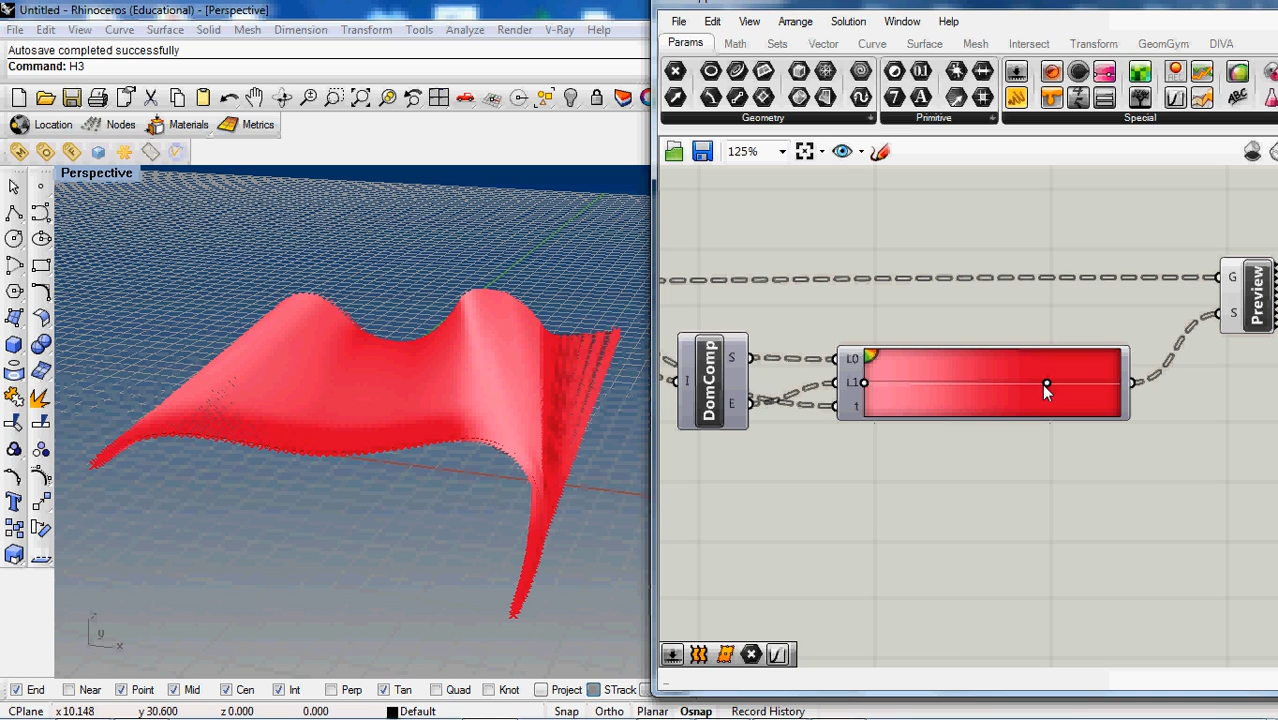 Untitled - Rhinoceros (Educational) - [Perspective]
File Edit View Curve Surface Solid Mesh Dimension Transform Tools Analyze Render V-Ray Help
Autosave completed successfully
Command: H3
Location Nodes Materials Metrics
Perspective
z
y
x
End Near Point Mid Cen Int Perp Tan Quad Knot Project STrack
CPlane x 10.148 y 30.600 z 0.000 0.000 Default Snap Ortho Planar Osnap Record History
File Edit View Arrange Solution Window Help
Params Math Sets Vector Curve Surface Mesh Intersect Transform GeomGym DIVA
Geometry Primitive Special
125%
G
S
Preview
I
DomComp
S
E
L0
L1
t